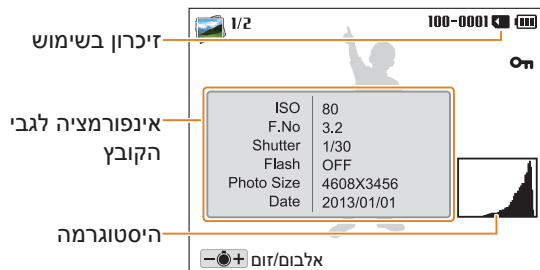 1/2
100-0001
זיכרון בשימוש
אינפורמציה לגבי
הקובץ
ISO 80
F.No 3.2
Shutter 1/30
Flash OFF
Photo Size 4608X3456
Date 2013/01/01
היסטוגרמה
אלבום/זום